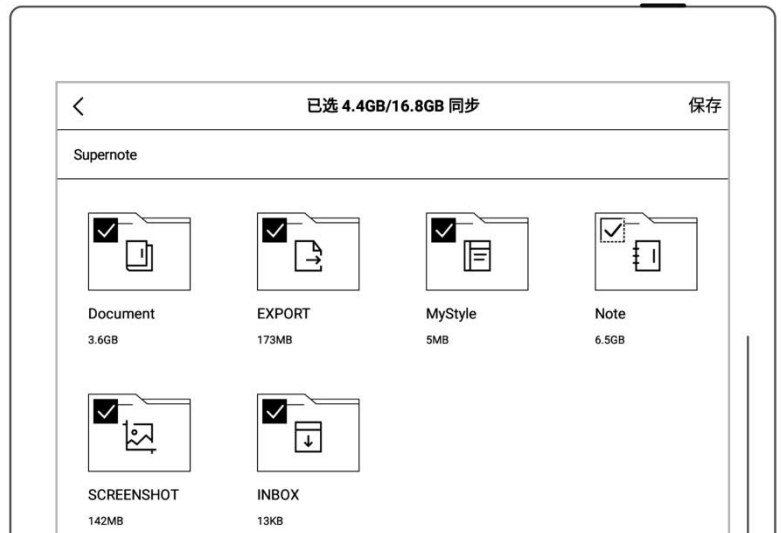 已选 4.4GB/16.8GB 同步 保存
Supernote
Document EXPORT MyStyle Note
3.6GB 173MB 5MB 6.5GB
SCREENSHOT INBOX
142MB 13KB